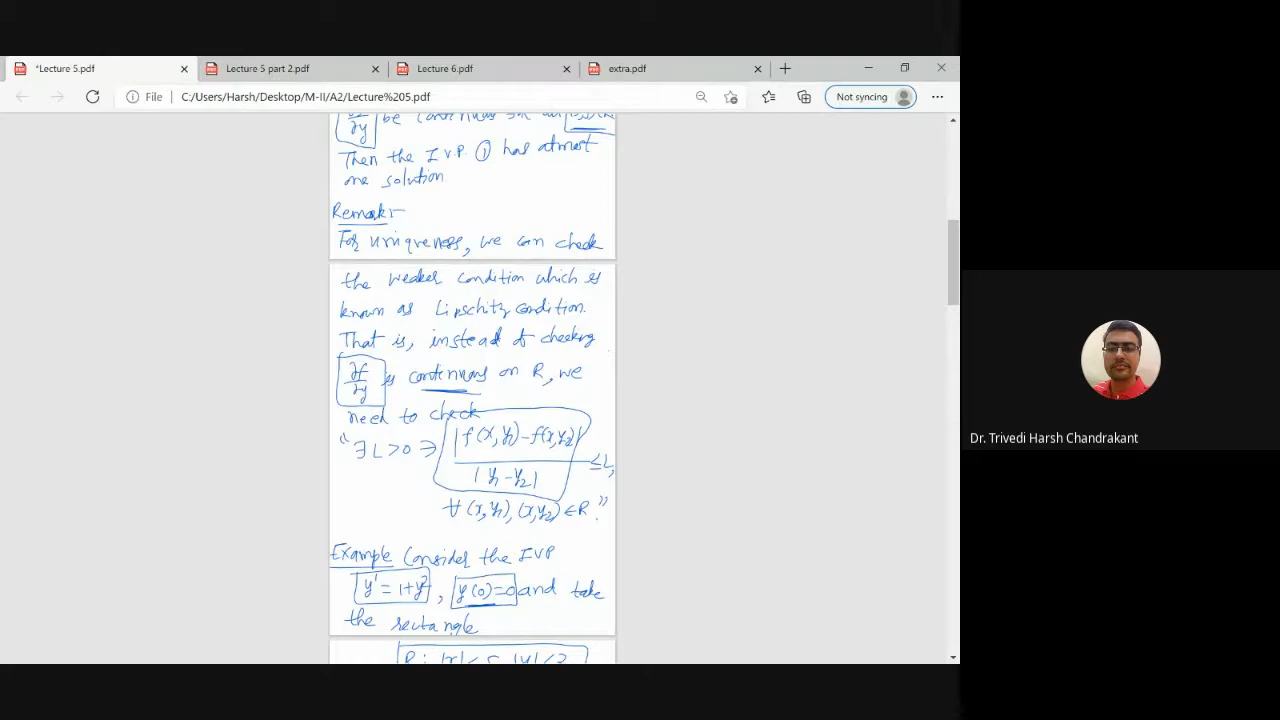 *Lecture 5.pdf
Lecture 5 part 2.pdf
Lecture 6.pdf
extra.pdf
File
C:/Users/Harsh/Desktop/M-II/A2/Lecture%205.pdf
Not syncing
∂f/∂y be continuous
Then the IVP ① has atmost
one solution
Remark:-
For uniqueness, we can check
the weaker condition which is
known as Lipschitz condition.
That is, instead of checking
∂f/∂y is continuous on R, we
need to check
"∃ L>0 ∋ |f(x,y₁)-f(x,y₂)| / |y₁-y₂| ≤ L,
∀ (x,y₁), (x,y₂) ∈ R."
Example Consider the IVP
y' = 1+y², y(0)=0 and take
the rectangle
R: |x|< 5, |y|<3
Dr. Trivedi Harsh Chandrakant